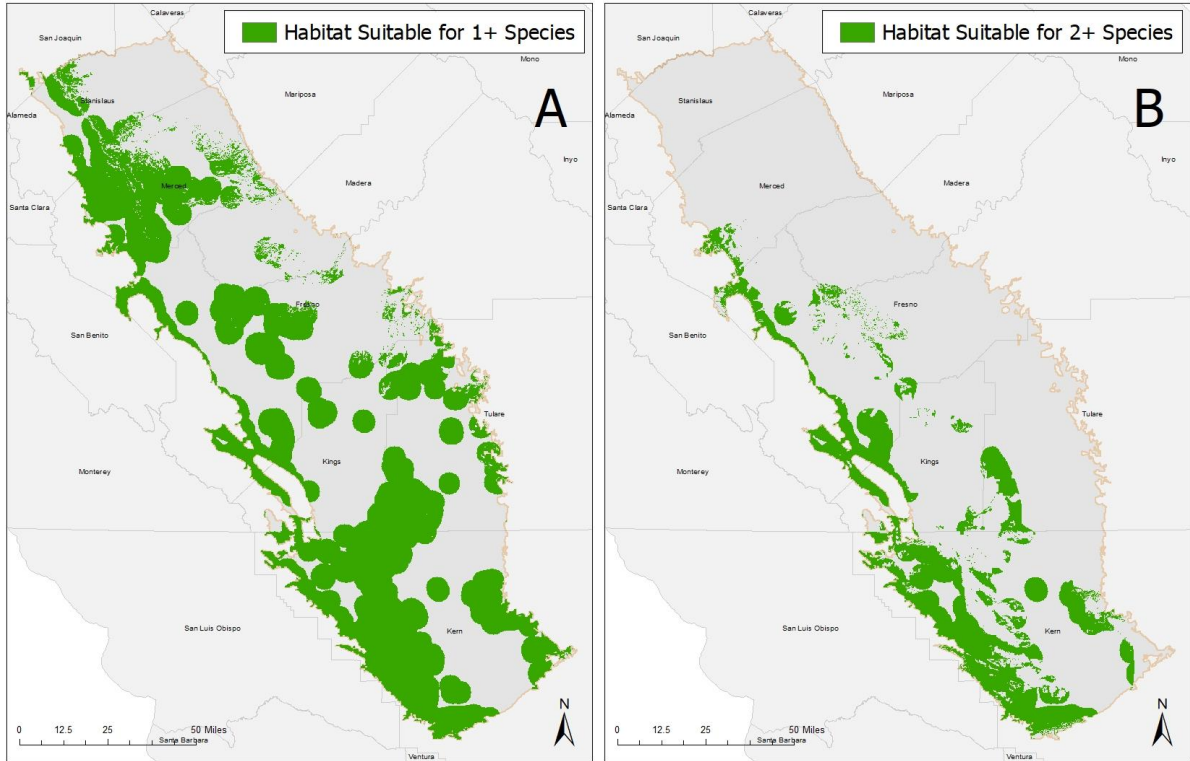 Calaveras
Habitat Suitable for 1+ Species
San Joaquin
Mono
Stanislaus
Mariposa
A
Alameda
Inyo
Merced
Madera
Santa Clara
Fresno
San Benito
Tulare
Kings
Monterey
San Luis Obispo
Kern
N
0 12.5 25 50 Miles
Santa Barbara
Ventura
Calaveras
Habitat Suitable for 2+ Species
San Joaquin
Mono
Stanislaus
Mariposa
B
Alameda
Inyo
Merced
Madera
Santa Clara
Fresno
San Benito
Tulare
Kings
Monterey
San Luis Obispo
Kern
N
0 12.5 25 50 Miles
Santa Barbara
Ventura